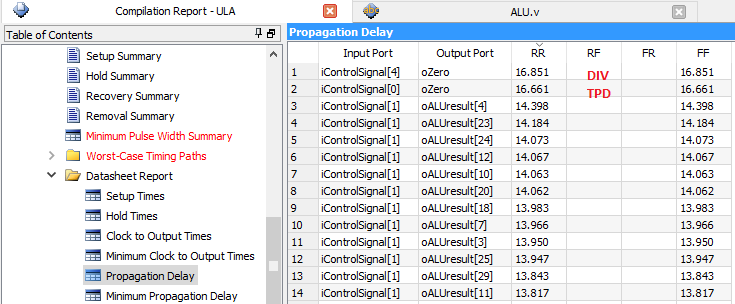 Compilation Report - ULA
ALU.v
Table of Contents
Setup Summary
Hold Summary
Recovery Summary
Removal Summary
Minimum Pulse Width Summary
Worst-Case Timing Paths
Datasheet Report
Setup Times
Hold Times
Clock to Output Times
Minimum Clock to Output Times
Propagation Delay
Minimum Propagation Delay
Propagation Delay
Input Port Output Port RR RF FR FF
1 iControlSignal[4] oZero 16.851 DIV 16.851
2 iControlSignal[0] oZero 16.661 TPD 16.661
3 iControlSignal[1] oALUresult[4] 14.398 14.398
4 iControlSignal[1] oALUresult[23] 14.184 14.184
5 iControlSignal[1] oALUresult[24] 14.073 14.073
6 iControlSignal[1] oALUresult[12] 14.067 14.067
7 iControlSignal[1] oALUresult[10] 14.063 14.063
8 iControlSignal[1] oALUresult[20] 14.062 14.062
9 iControlSignal[1] oALUresult[18] 13.983 13.983
10 iControlSignal[1] oALUresult[7] 13.966 13.966
11 iControlSignal[1] oALUresult[3] 13.950 13.950
12 iControlSignal[1] oALUresult[25] 13.947 13.947
13 iControlSignal[1] oALUresult[29] 13.843 13.843
14 iControlSignal[1] oALUresult[11] 13.817 13.817